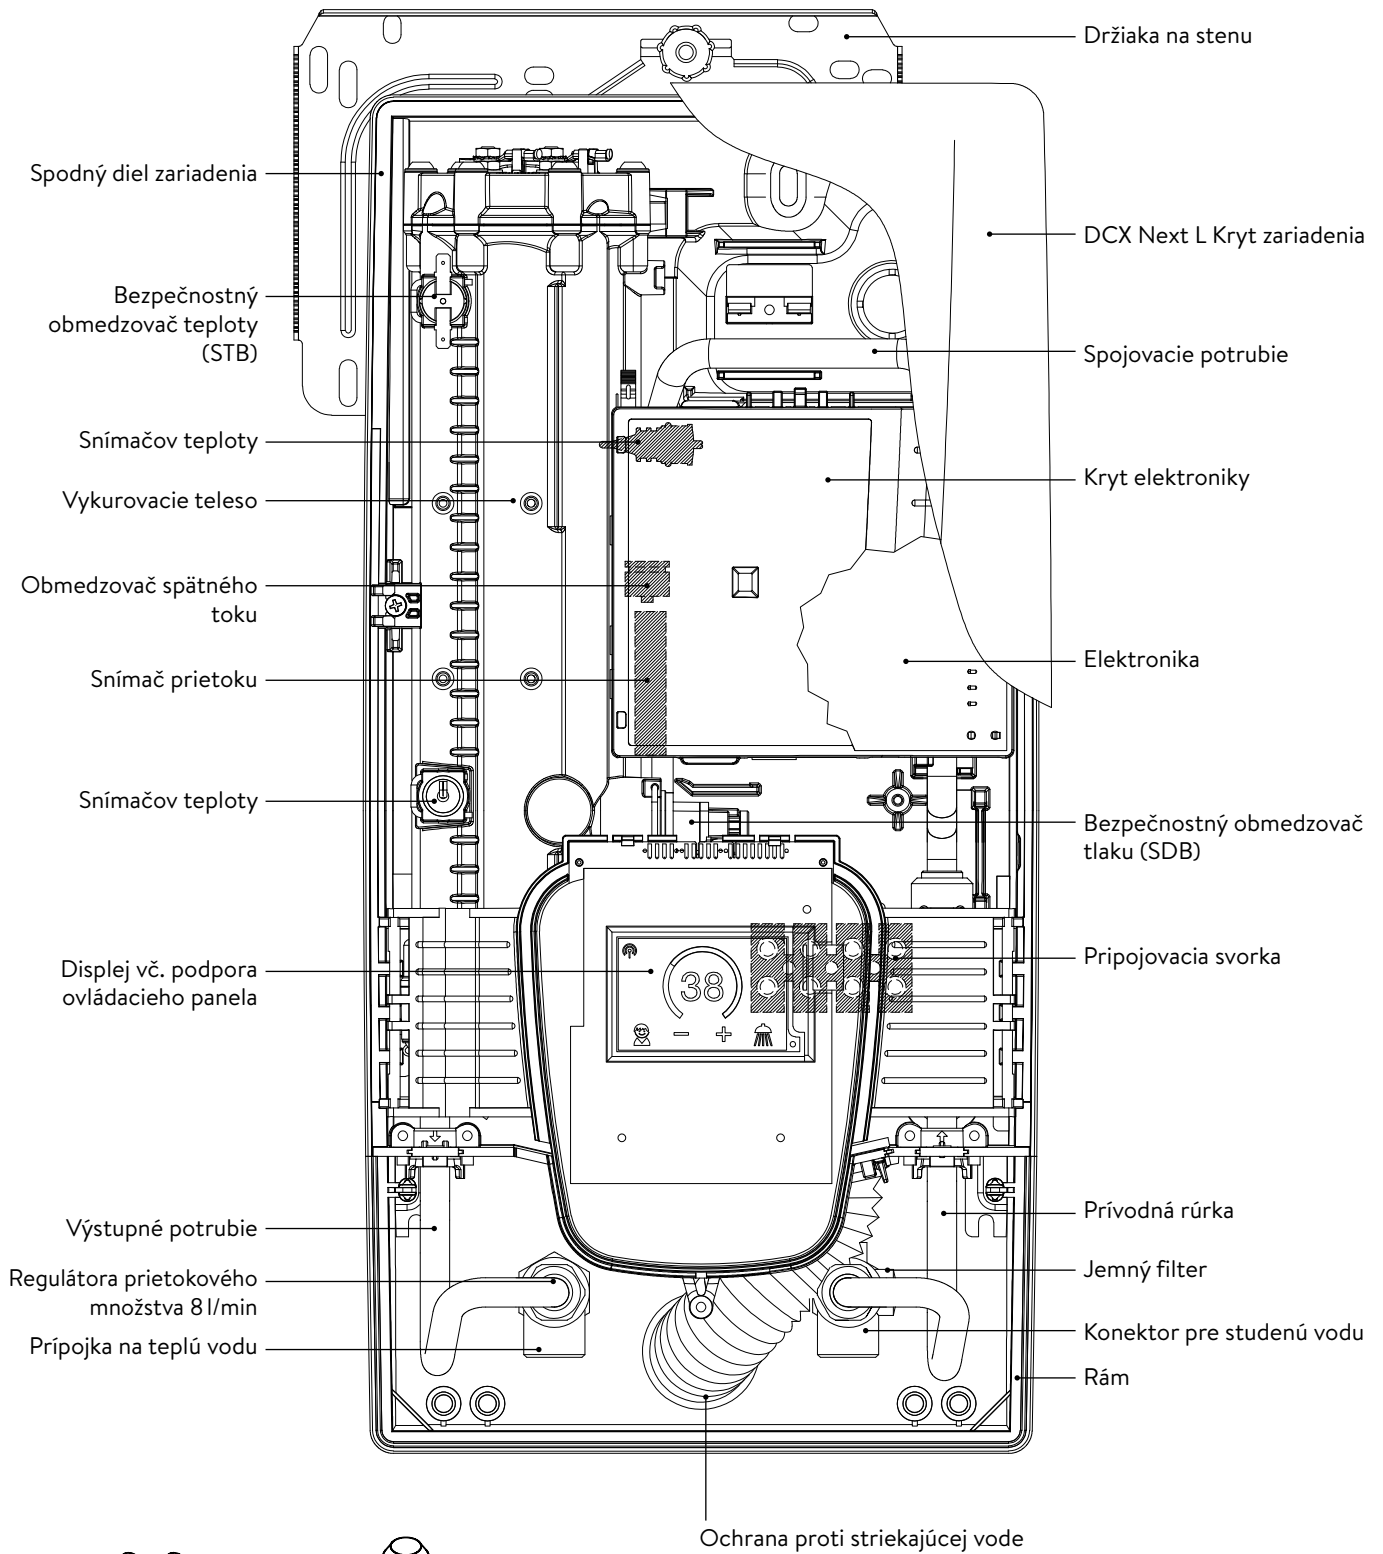 Držiaka na stenu
Spodný diel zariadenia
DCX Next L Kryt zariadenia
Bezpečnostný
obmedzovač teploty
(STB)
Spojovacie potrubie
Snímačov teploty
Kryt elektroniky
Vykurovacie teleso
Obmedzovač spätného
toku
Elektronika
Snímač prietoku
Snímačov teploty
Bezpečnostný obmedzovač
tlaku (SDB)
Pripojovacia svorka
Displej vč. podpora
ovládacieho panela
38
Prívodná rúrka
Výstupné potrubie
Jemný filter
Regulátora prietokového
množstva 8 l/min
Konektor pre studenú vodu
Prípojka na teplú vodu
Rám
Ochrana proti striekajúcej vode